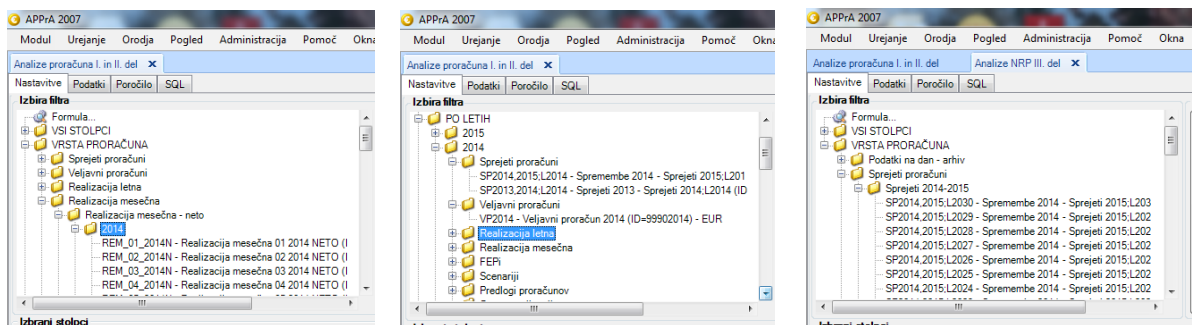 APPrA 2007
Modul Urejanje Orodja Pogled Administracija Pomoč Okna
Analize proračuna I. in II. del x
Nastavitve Podatki Poročilo SQL
Izbira filtra
Formula...
VSI STOLPCI
VRSTA PRORAČUNA
Sprejeti proračuni
Veljavni proračuni
Realizacija letna
Realizacija mesečna
Realizacija mesečna - neto
2014
REM_01_2014N - Realizacija mesečna 01 2014 NETO (I
REM_02_2014N - Realizacija mesečna 02 2014 NETO (I
REM_03_2014N - Realizacija mesečna 03 2014 NETO (I
REM_04_2014N - Realizacija mesečna 04 2014 NETO (I
Izbrani stolpci
APPrA 2007
Modul Urejanje Orodja Pogled Administracija Pomoč Okna
Analize proračuna I. in II. del x
Nastavitve Podatki Poročilo SQL
Izbira filtra
PO LETIH
2015
2014
Sprejeti proračuni
SP2014,2015;L2014 - Spremembe 2014 - Sprejeti 2015;L201
SP2013,2014;L2014 - Sprejeti 2013 - Sprejeti 2014;L2014 (ID
Veljavni proračuni
VP2014 - Veljavni proračun 2014 (ID=99902014) - EUR
Realizacija letna
Realizacija mesečna
FEPi
Scenariji
Predlogi proračunov
APPrA 2007
Modul Urejanje Orodja Pogled Administracija Pomoč Okna
Analize proračuna I. in II. del Analize NRP III. del x
Nastavitve Podatki Poročilo SQL
Izbira filtra
Formula...
VSI STOLPCI
VRSTA PRORAČUNA
Podatki na dan - arhiv
Sprejeti proračuni
Sprejeti 2014-2015
SP2014,2015;L2030 - Spremembe 2014 - Sprejeti 2015;L203
SP2014,2015;L2029 - Spremembe 2014 - Sprejeti 2015;L202
SP2014,2015;L2028 - Spremembe 2014 - Sprejeti 2015;L202
SP2014,2015;L2027 - Spremembe 2014 - Sprejeti 2015;L202
SP2014,2015;L2026 - Spremembe 2014 - Sprejeti 2015;L202
SP2014,2015;L2025 - Spremembe 2014 - Sprejeti 2015;L202
SP2014,2015;L2024 - Spremembe 2014 - Sprejeti 2015;L202